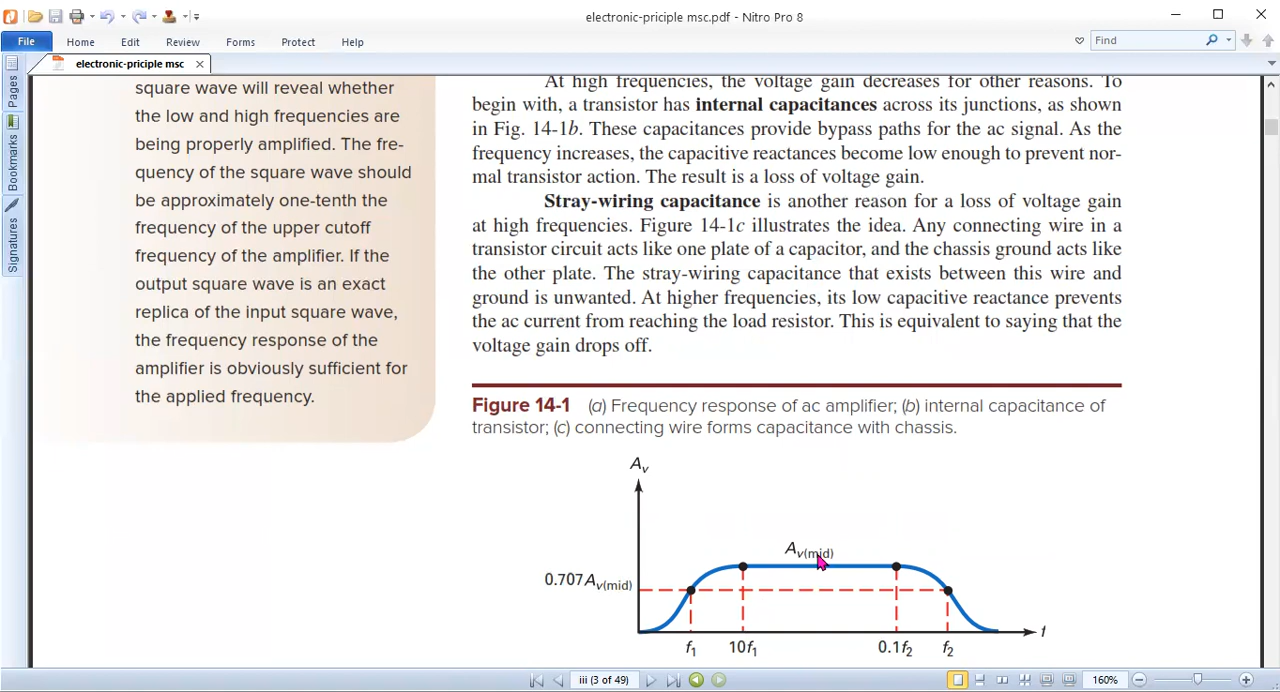 electronic-priciple msc.pdf - Nitro Pro 8
File Home Edit Review Forms Protect Help
Find
electronic-priciple msc
Pages
Bookmarks
Signatures
square wave will reveal whether
the low and high frequencies are
being properly amplified. The fre-
quency of the square wave should
be approximately one-tenth the
frequency of the upper cutoff
frequency of the amplifier. If the
output square wave is an exact
replica of the input square wave,
the frequency response of the
amplifier is obviously sufficient for
the applied frequency.
At high frequencies, the voltage gain decreases for other reasons. To
begin with, a transistor has internal capacitances across its junctions, as shown
in Fig. 14-1b. These capacitances provide bypass paths for the ac signal. As the
frequency increases, the capacitive reactances become low enough to prevent nor-
mal transistor action. The result is a loss of voltage gain.
Stray-wiring capacitance is another reason for a loss of voltage gain
at high frequencies. Figure 14-1c illustrates the idea. Any connecting wire in a
transistor circuit acts like one plate of a capacitor, and the chassis ground acts like
the other plate. The stray-wiring capacitance that exists between this wire and
ground is unwanted. At higher frequencies, its low capacitive reactance prevents
the ac current from reaching the load resistor. This is equivalent to saying that the
voltage gain drops off.
Figure 14-1 (a) Frequency response of ac amplifier; (b) internal capacitance of
transistor; (c) connecting wire forms capacitance with chassis.
Av
Av(mid)
0.707Av(mid)
f
f1 10f1 0.1f2 f2
iii (3 of 49)
160%